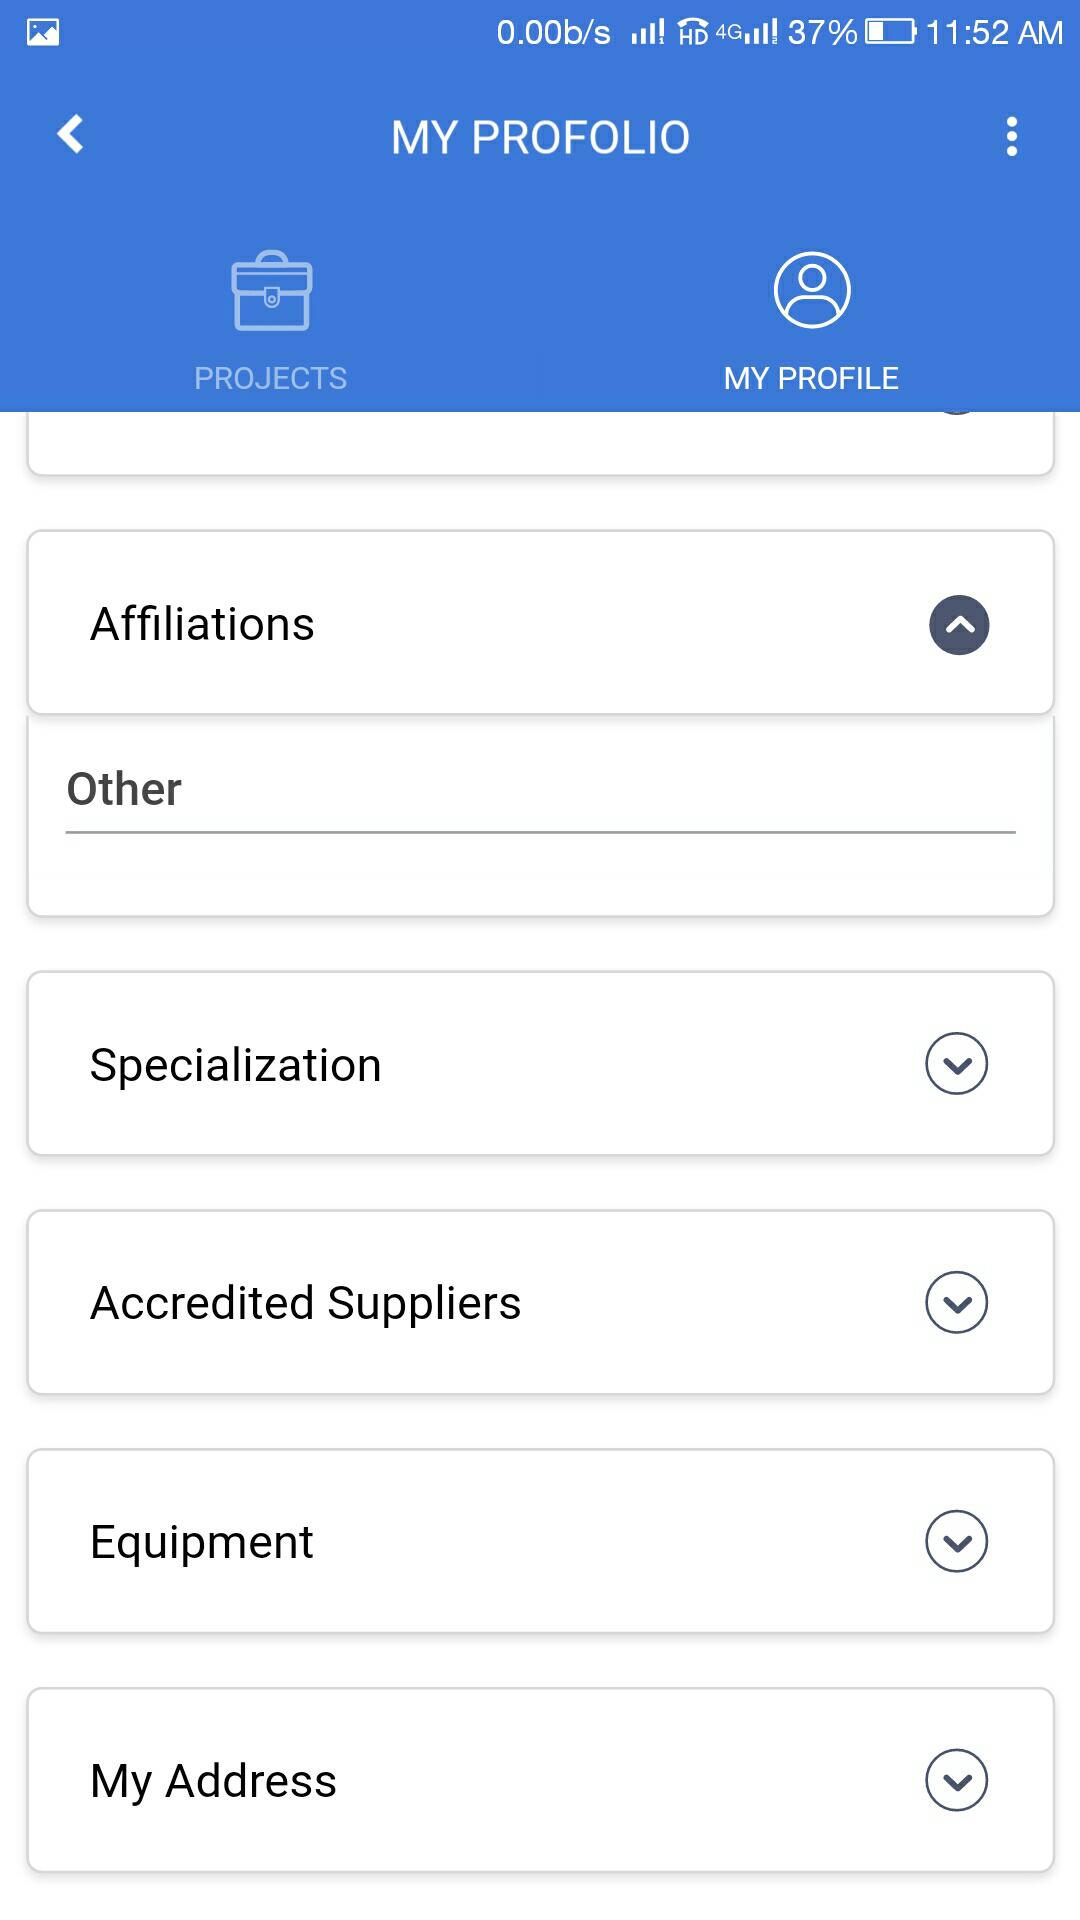 0.00b/s HD 4G 37% 11:52 AM
MY PROFOLIO
PROJECTS
MY PROFILE
Affiliations
Other
Specialization
Accredited Suppliers
Equipment
My Address